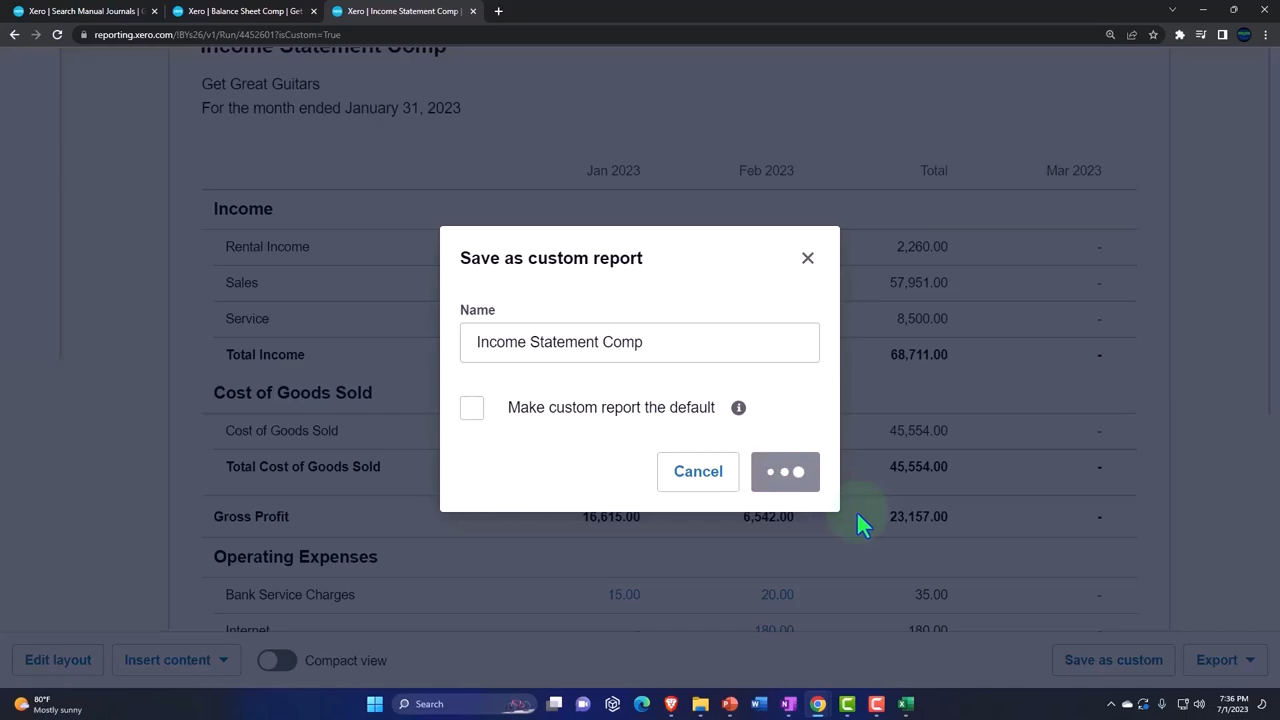 Xero | Search Manual Journals | G
Xero | Balance Sheet Comp | Get
Xero | Income Statement Comp |
reporting.xero.com/!BYs26/v1/Run/4452601?isCustom=True
Income Statement Comp
Get Great Guitars
For the month ended January 31, 2023
Jan 2023 Feb 2023 Total Mar 2023
Income
Rental Income 2,260.00 -
Sales 57,951.00 -
Service 8,500.00 -
Total Income 68,711.00 -
Cost of Goods Sold
Cost of Goods Sold 45,554.00 -
Total Cost of Goods Sold 45,554.00 -
Gross Profit 16,615.00 6,542.00 23,157.00 -
Operating Expenses
Bank Service Charges 15.00 20.00 35.00 -
Internet - 180.00 180.00 -
Save as custom report
Name
Income Statement Comp
Make custom report the default
Cancel
Edit layout Insert content Compact view Save as custom Export
80°F
Mostly sunny
Search
7:36 PM
7/1/2023